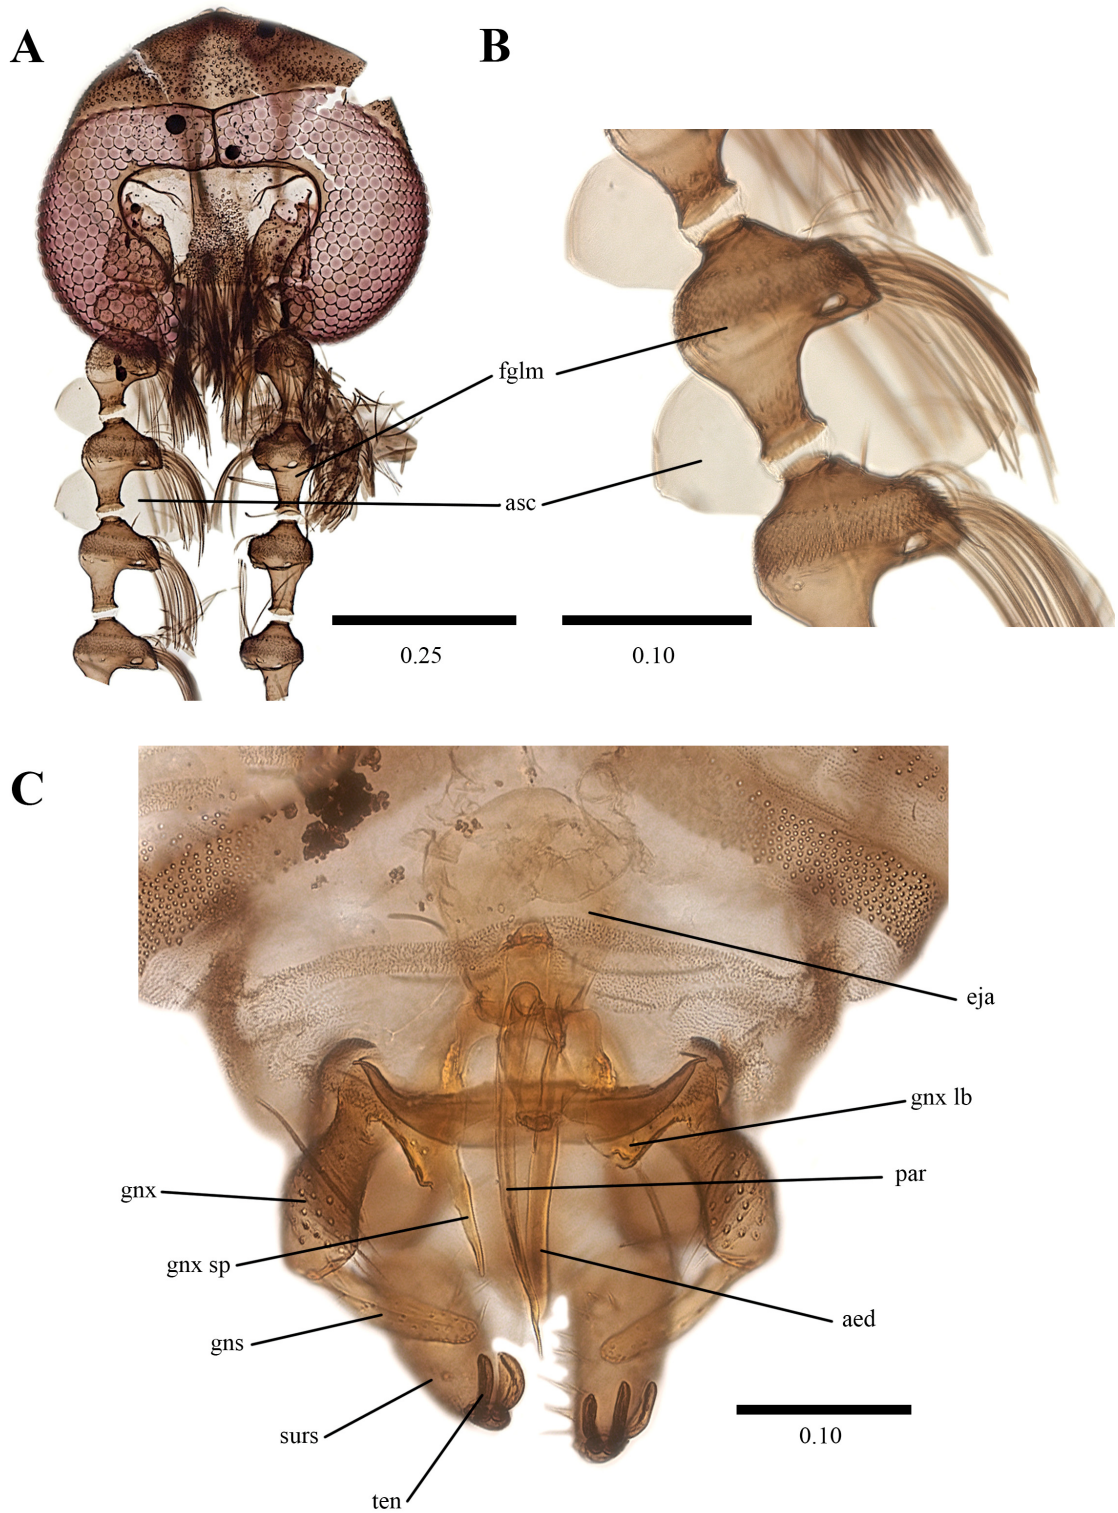 A
B
fglm
asc
0.25
0.10
C
eja
gnx lb
par
gnx
gnx sp
aed
gns
surs
0.10
ten